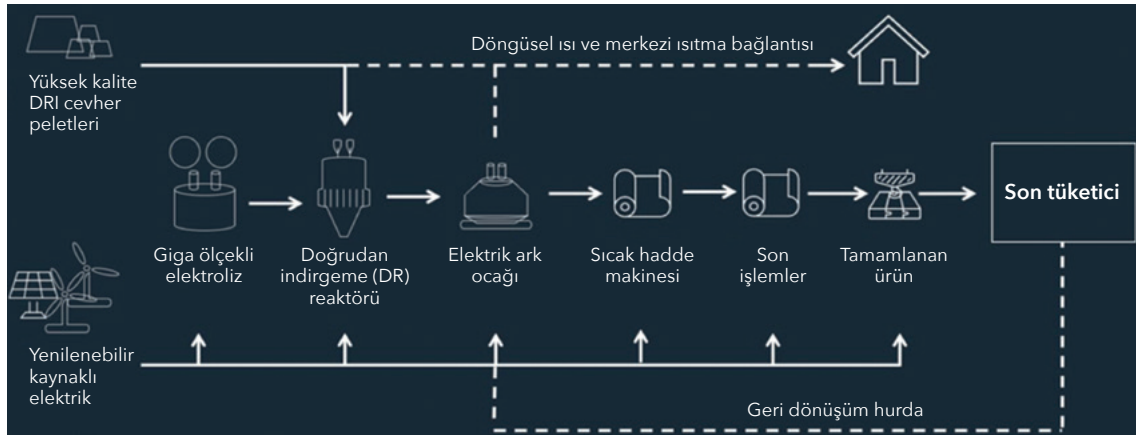 Döngüsel ısı ve merkezi ısıtma bağlantısı
Yüksek kalite
DRI cevher
peletleri
Son tüketici
Giga ölçekli
elektroliz
Doğrudan
indirgeme (DR)
reaktörü
Elektrik ark
ocağı
Sıcak hadde
makinesi
Son
işlemler
Tamamlanan
ürün
Yenilenebilir
kaynaklı
elektrik
Geri dönüşüm hurda